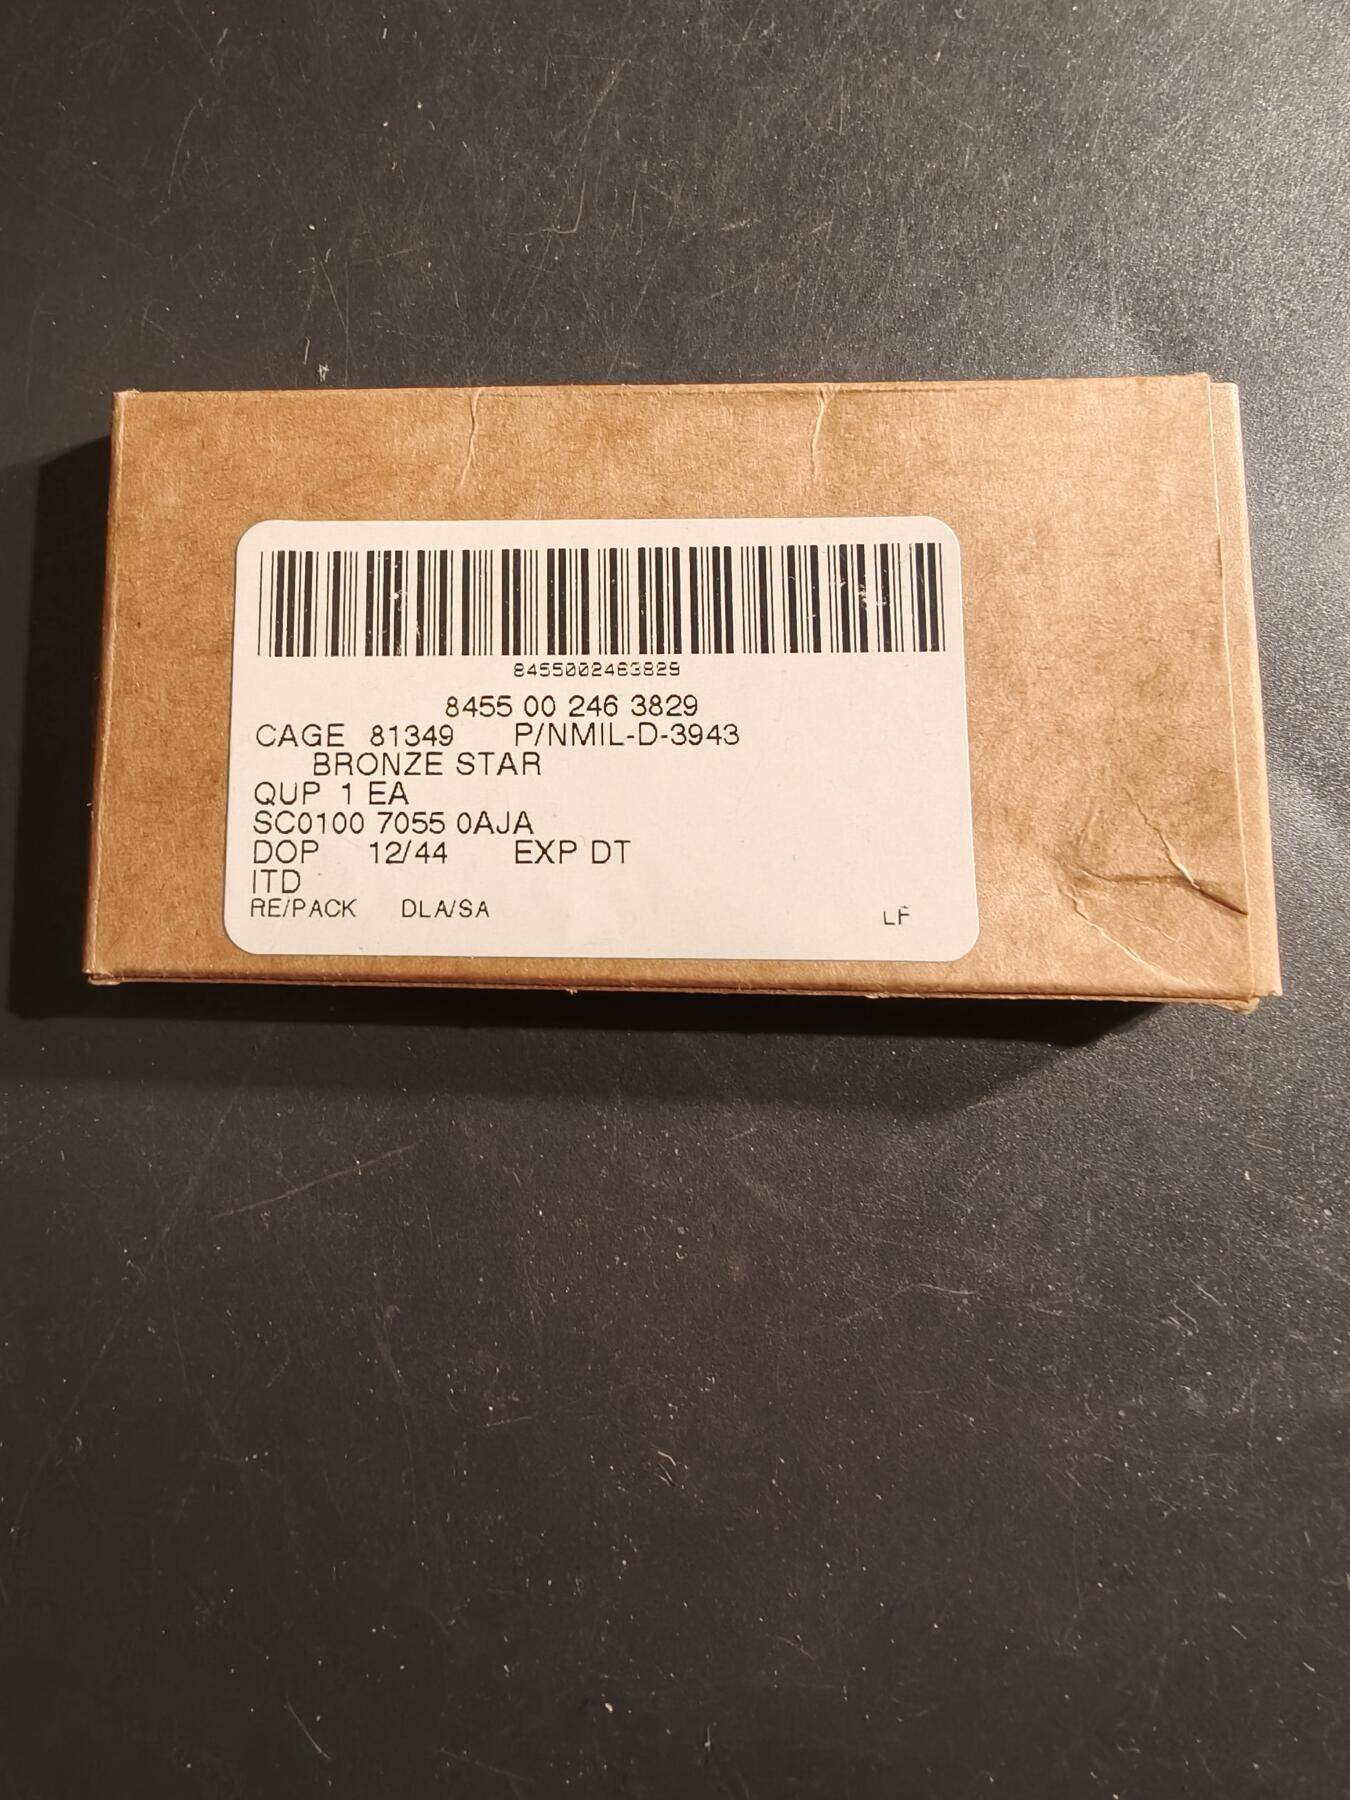 8455002463829
8455 00 246 3829
CAGE 81349 P/NMIL-D-3943
BRONZE STAR
QUP 1 EA
SC0100 7055 0AJA
DOP 12/44 EXP DT
ITD
RE/PACK DLA/SA LF